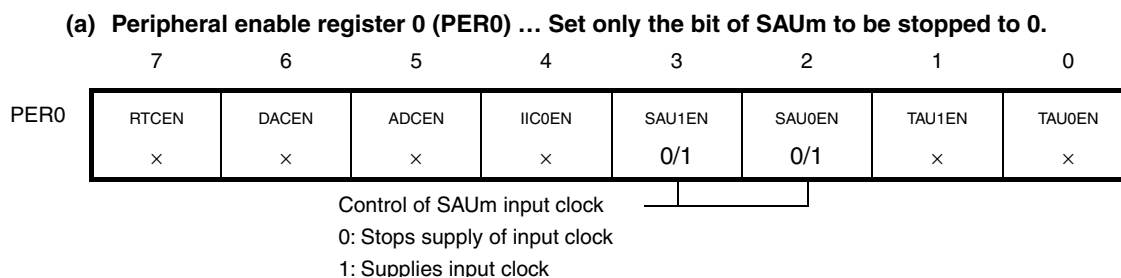 (a) Peripheral enable register 0 (PER0) … Set only the bit of SAUm to be stopped to 0.
7 6 5 4 3 2 1 0
PER0 RTCEN DACEN ADCEN IIC0EN SAU1EN SAU0EN TAU1EN TAU0EN
× × × × 0/1 0/1 × ×
Control of SAUm input clock
0: Stops supply of input clock
1: Supplies input clock